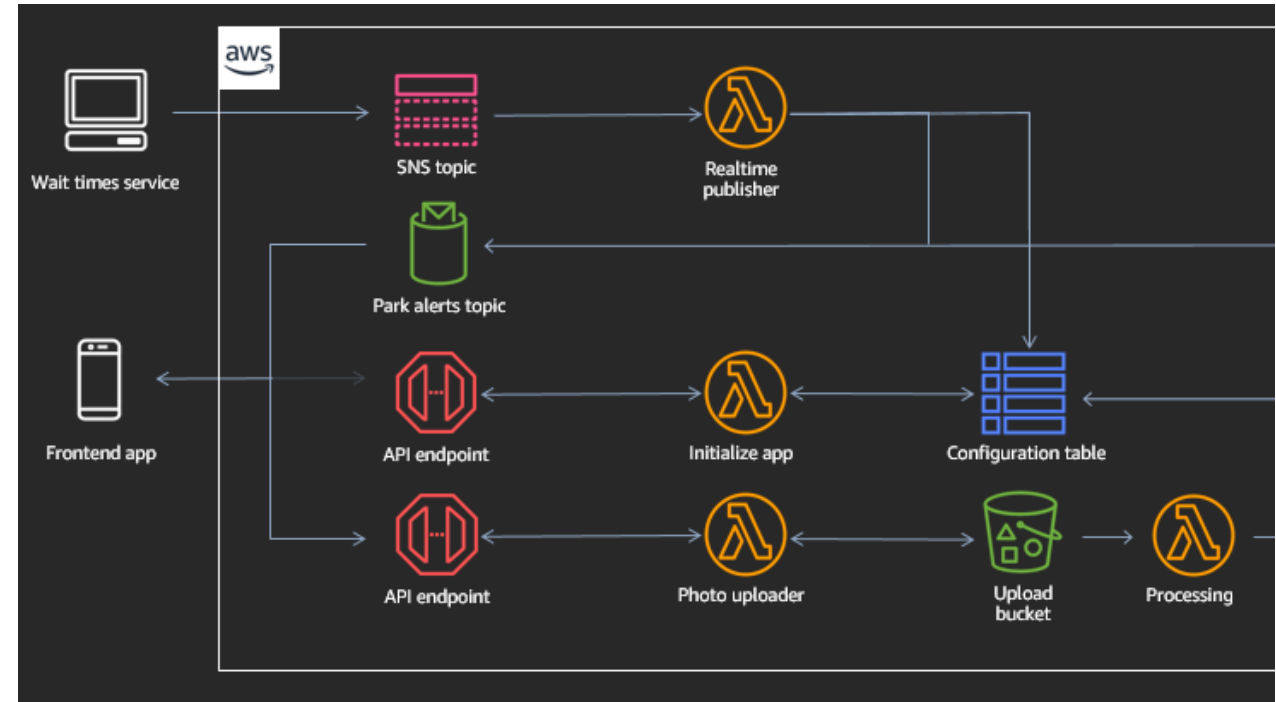 aws
SNS topic
Wait times service
Realtime
publisher
Park alerts topic
Frontend app
API endpoint
Initialize app
Configuration table
API endpoint
Photo uploader
Upload
bucket
Processing